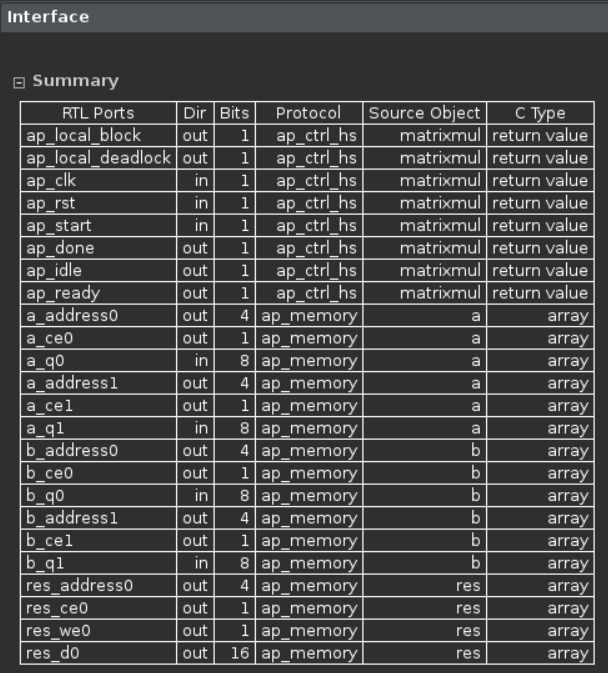 Interface
Summary
RTL Ports Dir Bits Protocol Source Object C Type
ap_local_block out 1 ap_ctrl_hs matrixmul return value
ap_local_deadlock out 1 ap_ctrl_hs matrixmul return value
ap_clk in 1 ap_ctrl_hs matrixmul return value
ap_rst in 1 ap_ctrl_hs matrixmul return value
ap_start in 1 ap_ctrl_hs matrixmul return value
ap_done out 1 ap_ctrl_hs matrixmul return value
ap_idle out 1 ap_ctrl_hs matrixmul return value
ap_ready out 1 ap_ctrl_hs matrixmul return value
a_address0 out 4 ap_memory a array
a_ce0 out 1 ap_memory a array
a_q0 in 8 ap_memory a array
a_address1 out 4 ap_memory a array
a_ce1 out 1 ap_memory a array
a_q1 in 8 ap_memory a array
b_address0 out 4 ap_memory b array
b_ce0 out 1 ap_memory b array
b_q0 in 8 ap_memory b array
b_address1 out 4 ap_memory b array
b_ce1 out 1 ap_memory b array
b_q1 in 8 ap_memory b array
res_address0 out 4 ap_memory res array
res_ce0 out 1 ap_memory res array
res_we0 out 1 ap_memory res array
res_d0 out 16 ap_memory res array